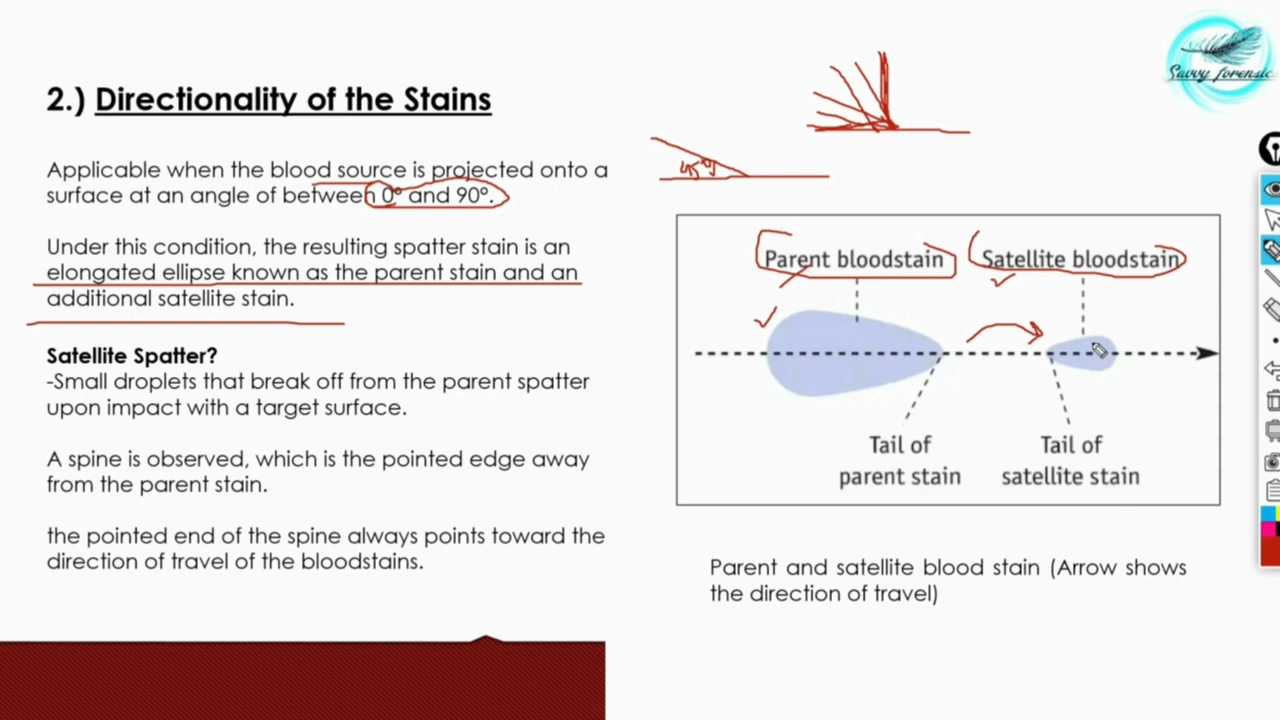 Savvy forensic
2.) Directionality of the Stains
Applicable when the blood source is projected onto a
surface at an angle of between 0° and 90°.
Under this condition, the resulting spatter stain is an
elongated ellipse known as the parent stain and an
additional satellite stain.
Satellite Spatter?
-Small droplets that break off from the parent spatter
upon impact with a target surface.
A spine is observed, which is the pointed edge away
from the parent stain.
the pointed end of the spine always points toward the
direction of travel of the bloodstains.
45°
Parent bloodstain
Satellite bloodstain
Tail of
parent stain
Tail of
satellite stain
Parent and satellite blood stain (Arrow shows
the direction of travel)